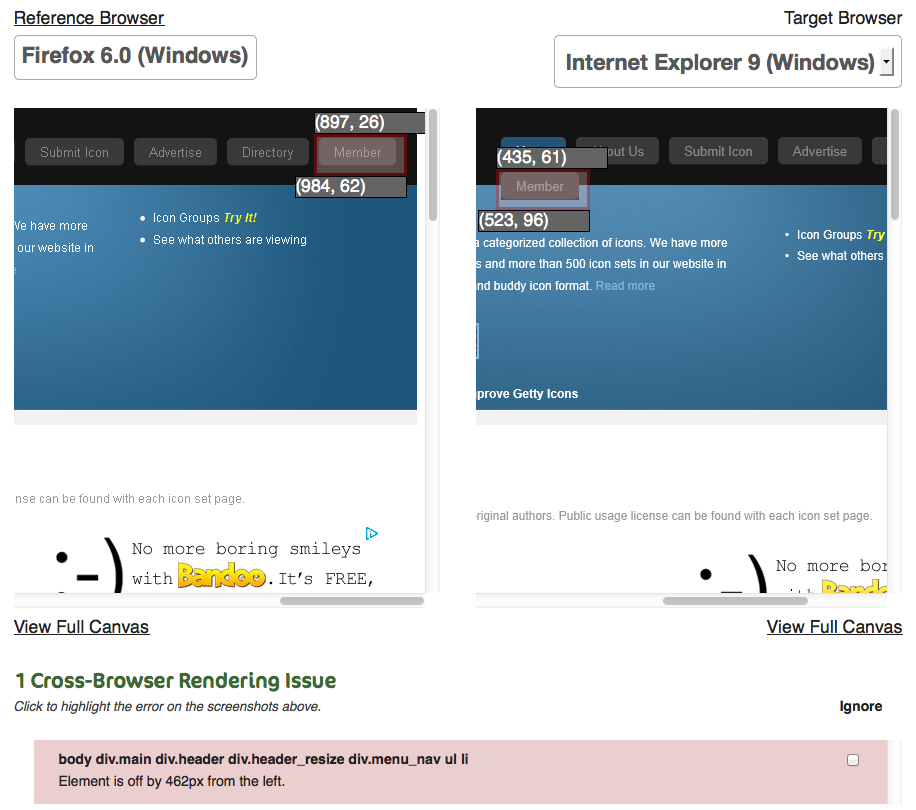 Reference Browser
Target Browser
Firefox 6.0 (Windows)
Internet Explorer 9 (Windows)
(897, 26)
Submit Icon Advertise Directory Member
(984, 62)
We have more
our website in
Icon Groups Try It!
See what others are viewing
nse can be found with each icon set page.
No more boring smileys
with Bandoo. It's FREE,
(435, 61)
out Us Submit Icon Advertise
Member
(523, 96)
a categorized collection of icons. We have more
s and more than 500 icon sets in our website in
nd buddy icon format. Read more
Icon Groups Try
See what others
prove Getty Icons
riginal authors. Public usage license can be found with each icon set page.
No more bor
View Full Canvas
View Full Canvas
1 Cross-Browser Rendering Issue
Click to highlight the error on the screenshots above.
Ignore
body div.main div.header div.header_resize div.menu_nav ul li
Element is off by 462px from the left.